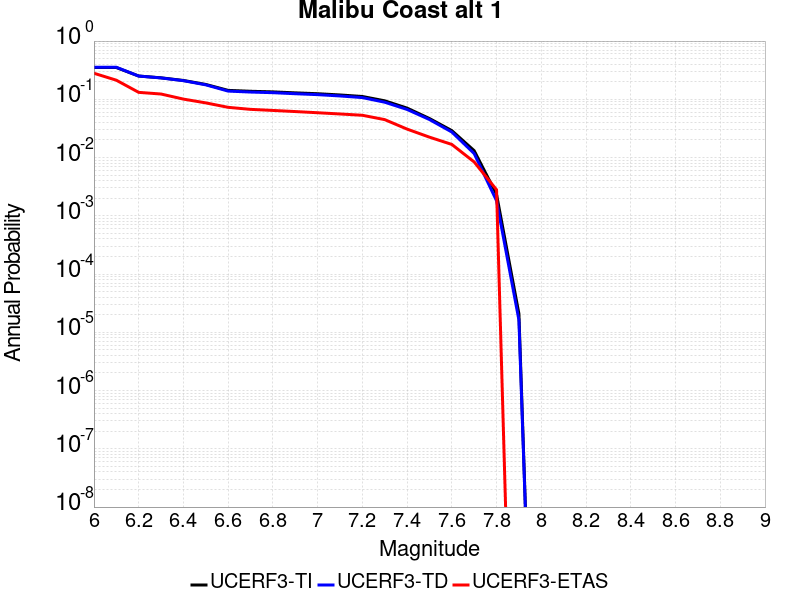 Malibu Coast alt 1
Annual Probability
10^0
10^-1
10^-2
10^-3
10^-4
10^-5
10^-6
10^-7
10^-8
6 6.2 6.4 6.6 6.8 7 7.2 7.4 7.6 7.8 8 8.2 8.4 8.6 8.8 9
Magnitude
UCERF3-TI UCERF3-TD UCERF3-ETAS